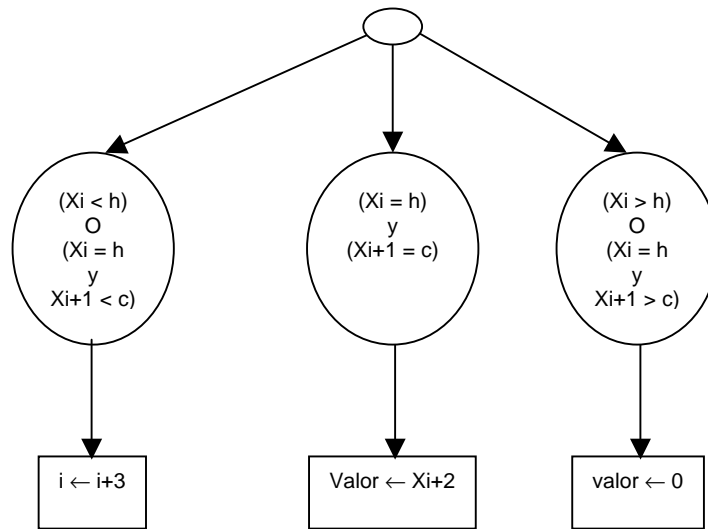 (Xi < h)
O
(Xi = h
y
Xi+1 < c)
(Xi = h)
y
(Xi+1 = c)
(Xi > h)
O
(Xi = h
y
Xi+1 > c)
i ← i+3
Valor ← Xi+2
valor ← 0